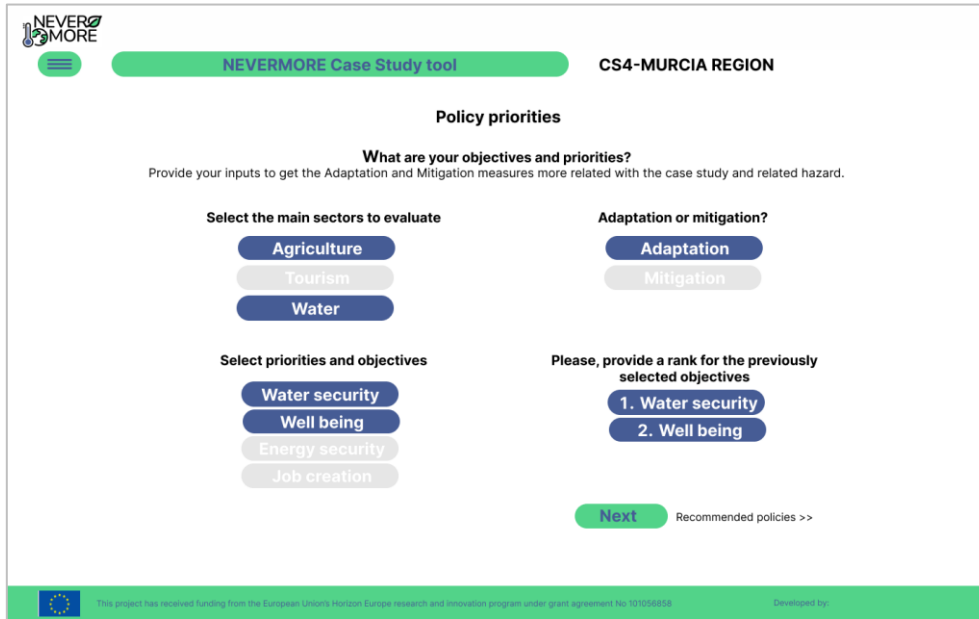 NEVER
MORE
NEVERMORE Case Study tool
CS4-MURCIA REGION
Policy priorities
What are your objectives and priorities?
Provide your inputs to get the Adaptation and Mitigation measures more related with the case study and related hazard.
Select the main sectors to evaluate
Agriculture
Tourism
Water
Adaptation or mitigation?
Adaptation
Mitigation
Select priorities and objectives
Water security
Well being
Energy security
Job creation
Please, provide a rank for the previously
selected objectives
1. Water security
2. Well being
Next
Recommended policies >>
This project has received funding from the European Union's Horizon Europe research and innovation program under grant agreement No 101056858
Developed by: